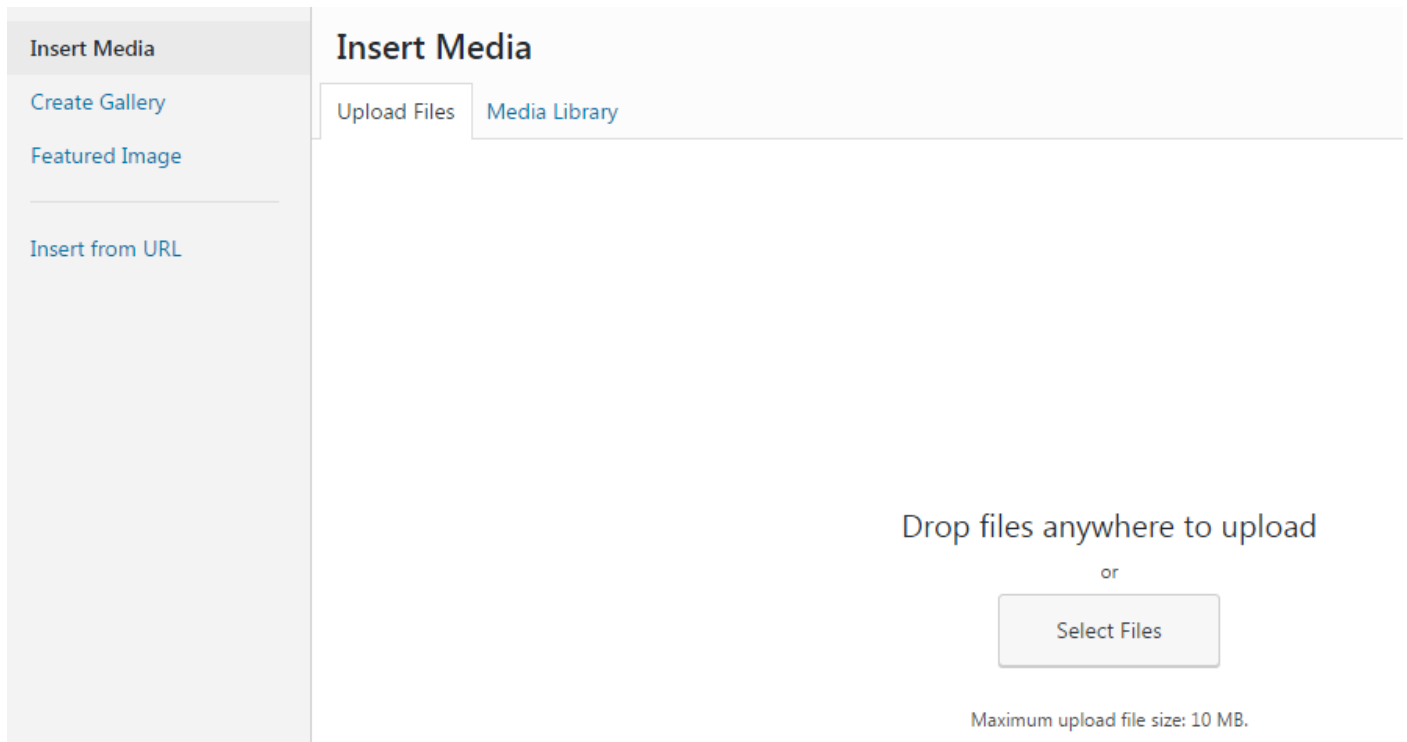 Insert Media
Create Gallery
Featured Image
Insert from URL
Insert Media
Upload Files Media Library
Drop files anywhere to upload
or
Select Files
Maximum upload file size: 10 MB.